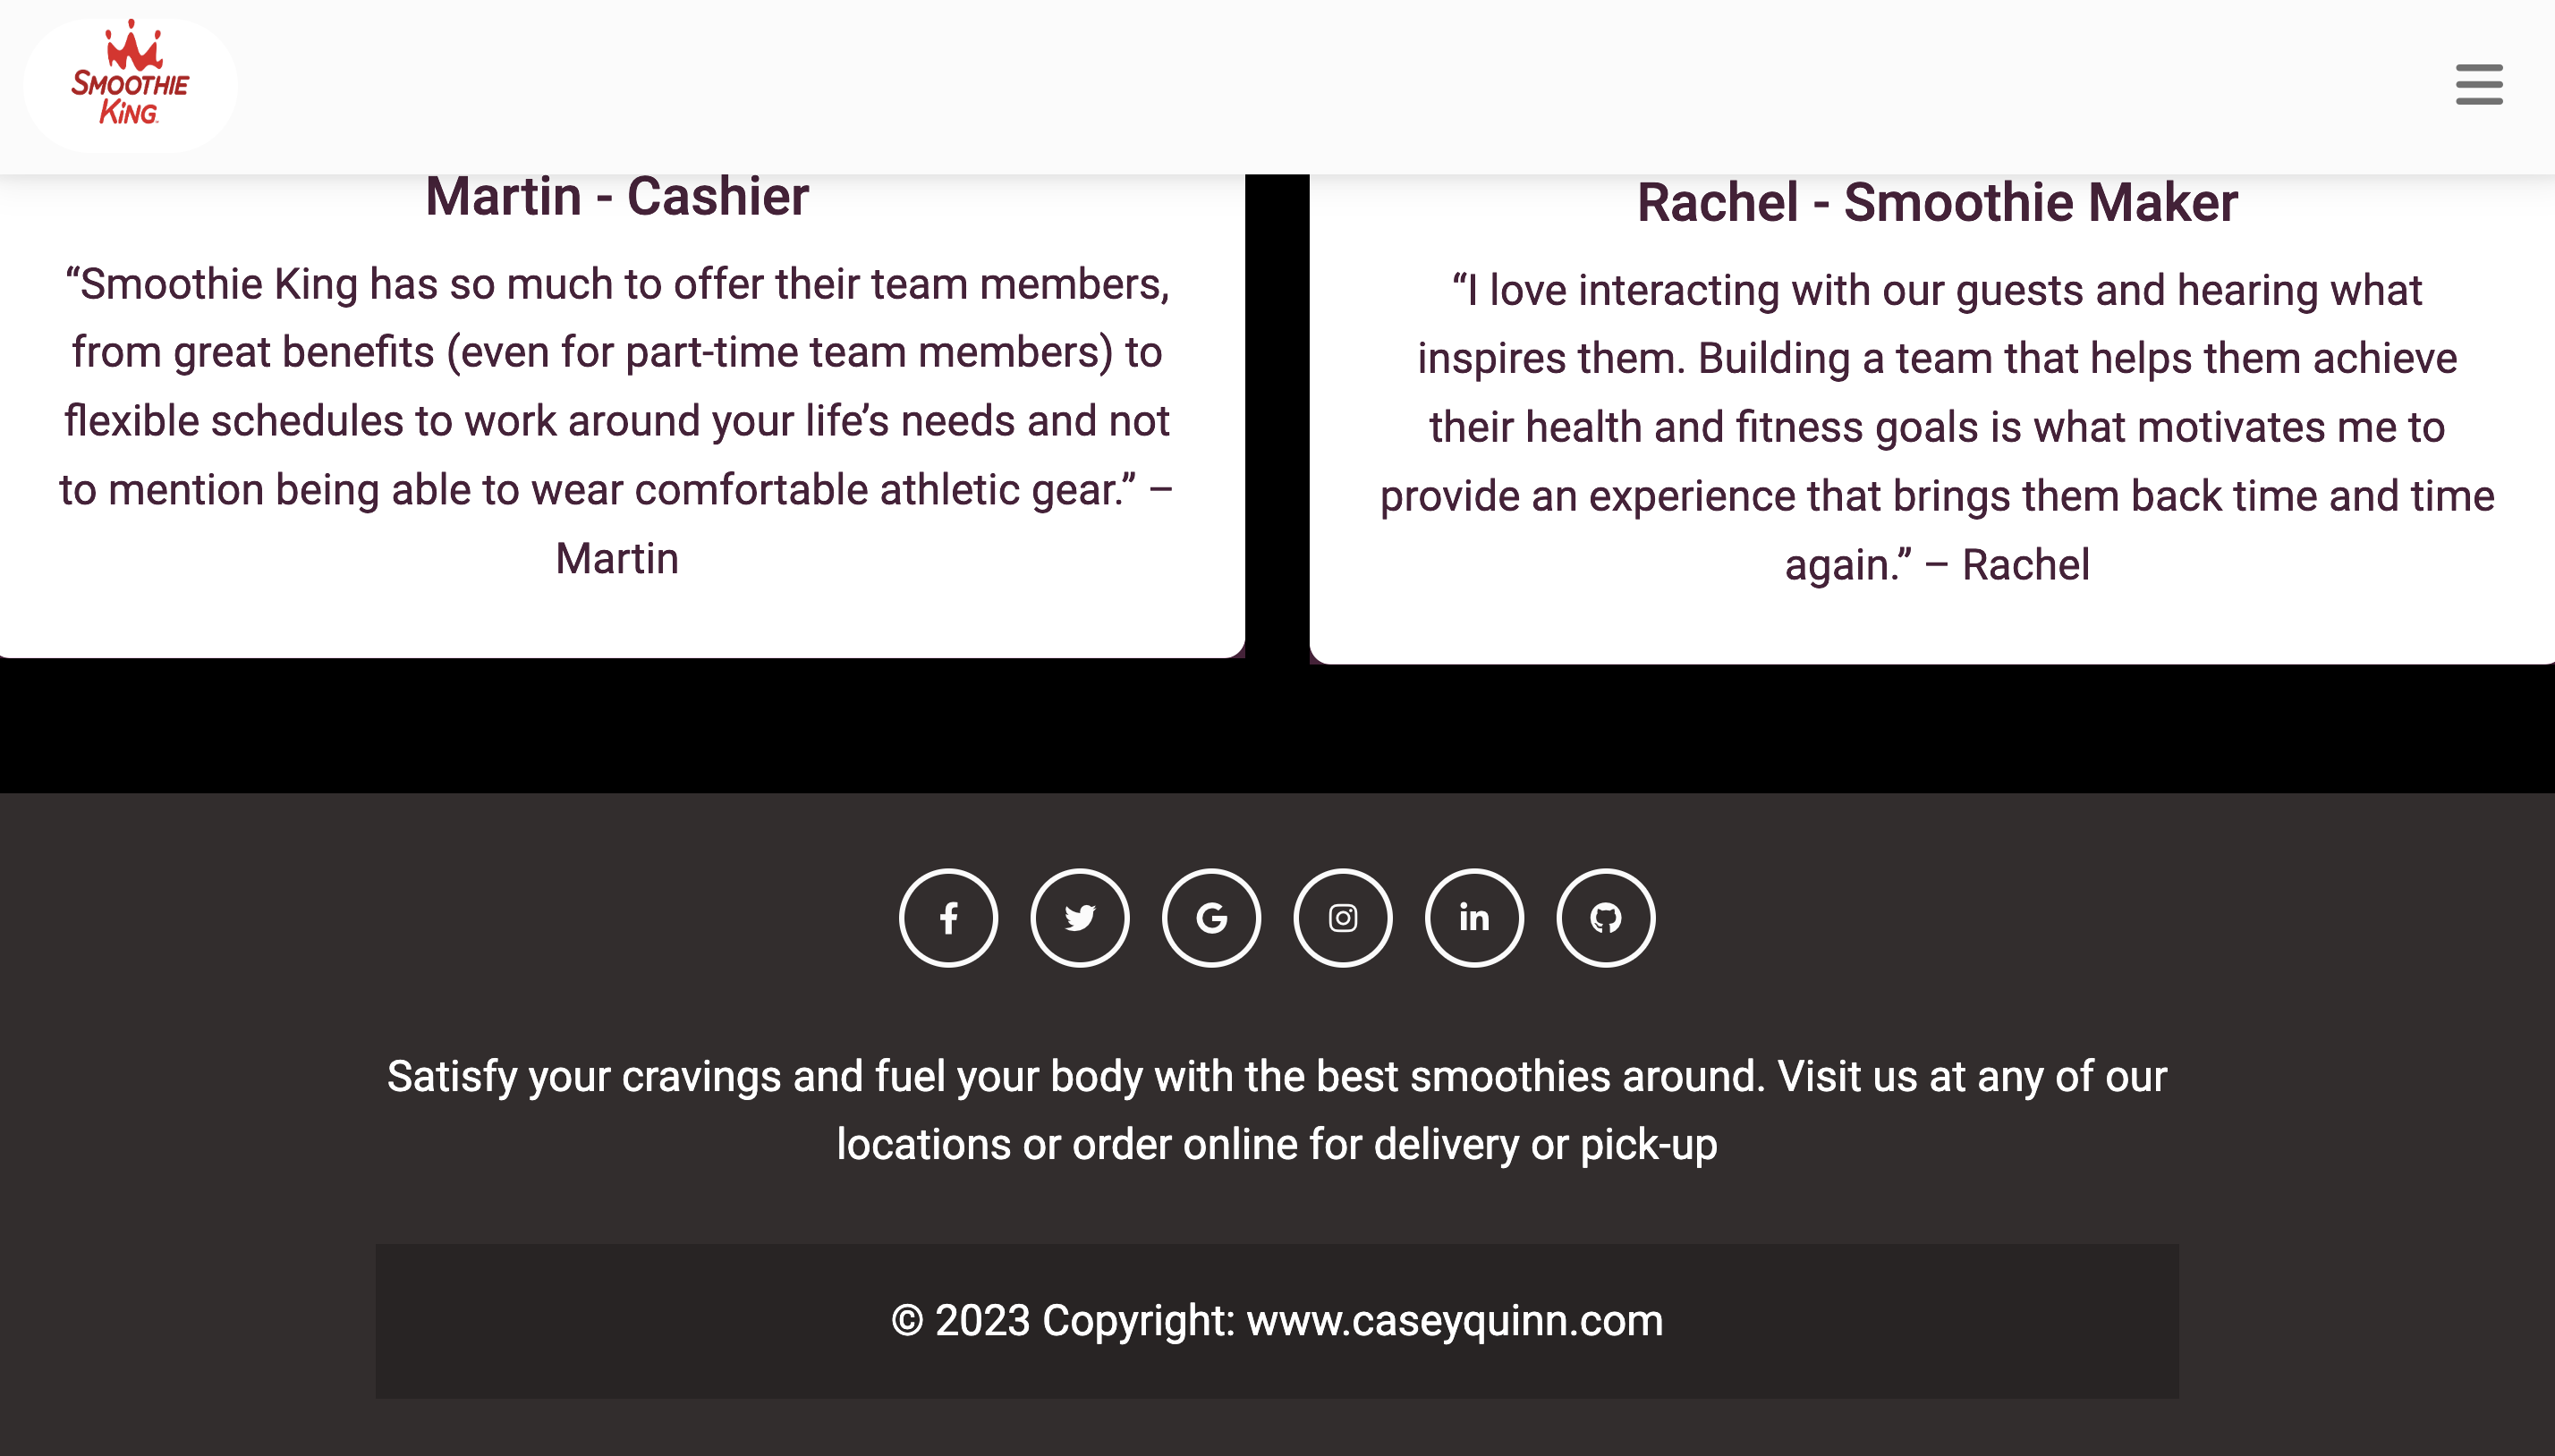 SMOOTHIE
KiNG
Martin - Cashier
“Smoothie King has so much to offer their team members,
from great benefits (even for part-time team members) to
flexible schedules to work around your life’s needs and not
to mention being able to wear comfortable athletic gear.” –
Martin
Rachel - Smoothie Maker
“I love interacting with our guests and hearing what
inspires them. Building a team that helps them achieve
their health and fitness goals is what motivates me to
provide an experience that brings them back time and time
again.” – Rachel
Satisfy your cravings and fuel your body with the best smoothies around. Visit us at any of our
locations or order online for delivery or pick-up
© 2023 Copyright: www.caseyquinn.com